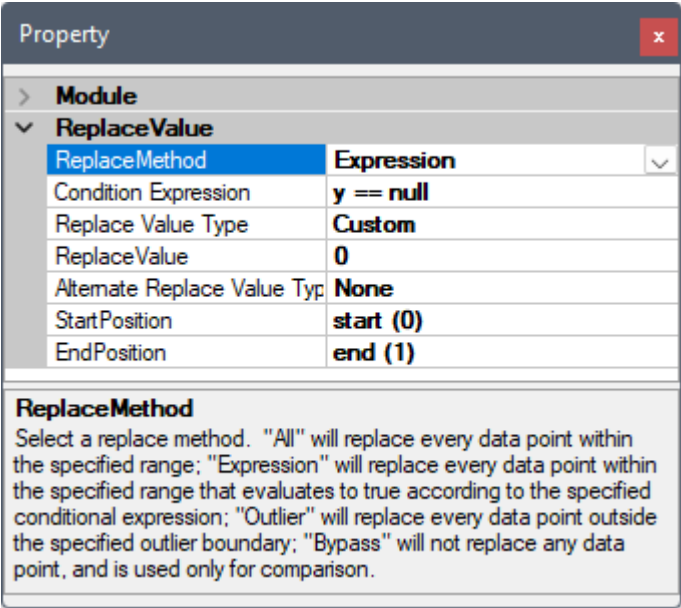 Property
x
Module
ReplaceValue
ReplaceMethod Expression
Condition Expression y == null
Replace Value Type Custom
ReplaceValue 0
Alternate Replace Value Typ None
StartPosition start (0)
EndPosition end (1)
ReplaceMethod
Select a replace method. "All" will replace every data point within
the specified range; "Expression" will replace every data point within
the specified range that evaluates to true according to the specified
conditional expression; "Outlier" will replace every data point outside
the specified outlier boundary; "Bypass" will not replace any data
point, and is used only for comparison.